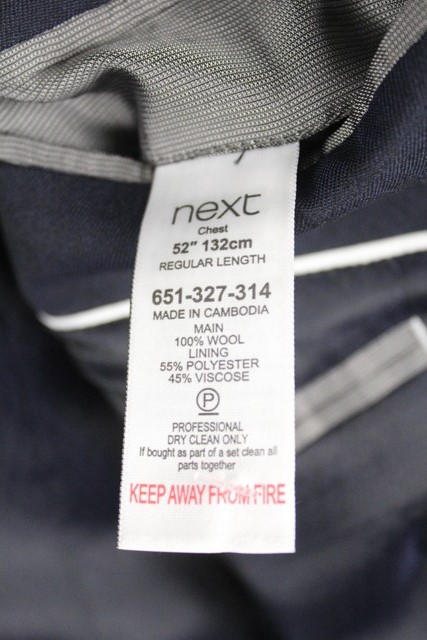 next
Chest
52" 132cm
REGULAR LENGTH
651-327-314
MADE IN CAMBODIA
MAIN
100% WOOL
LINING
55% POLYESTER
45% VISCOSE
P
PROFESSIONAL
DRY CLEAN ONLY
If bought as part of a set clean all
parts together
KEEP AWAY FROM FIRE